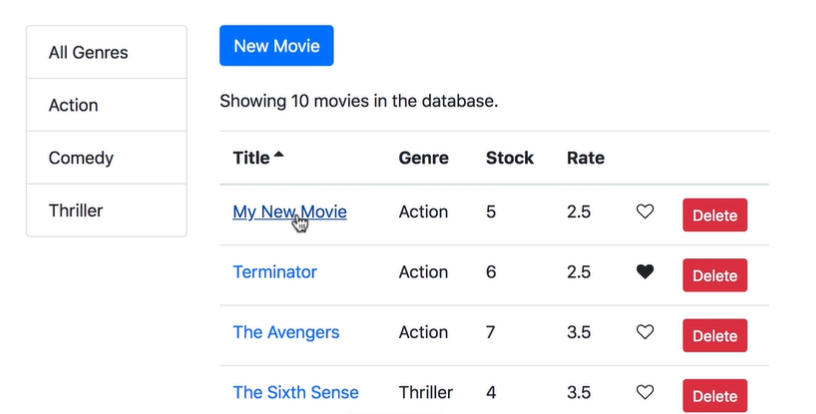 All Genres
Action
Comedy
Thriller
New Movie
Showing 10 movies in the database.
Title Genre Stock Rate
My New Movie Action 5 2.5 Delete
Terminator Action 6 2.5 Delete
The Avengers Action 7 3.5 Delete
The Sixth Sense Thriller 4 3.5 Delete